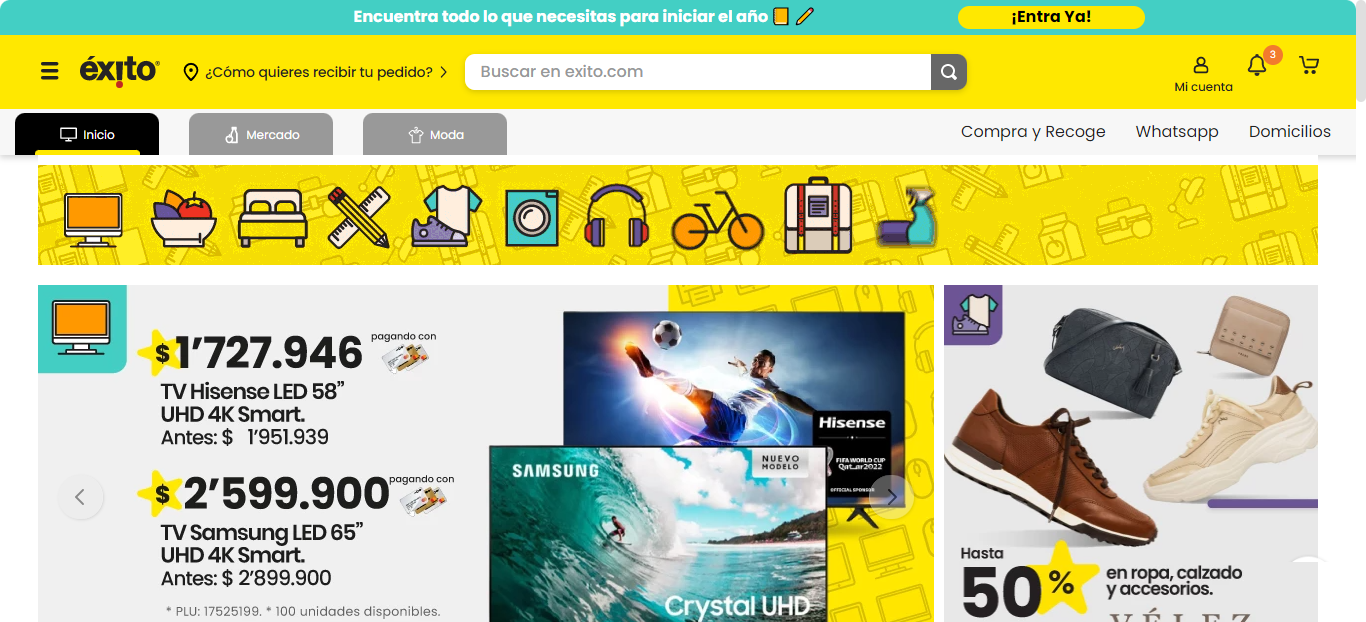 Encuentra todo lo que necesitas para iniciar el año
¡Entra Ya!
éxito
¿Cómo quieres recibir tu pedido?
Buscar en exito.com
Mi cuenta
3
Inicio
Mercado
Moda
Compra y Recoge
Whatsapp
Domicilios
$ 1'727.946
pagando con
TV Hisense LED 58”
UHD 4K Smart.
Antes: $ 1'951.939
$ 2'599.900
pagando con
TV Samsung LED 65”
UHD 4K Smart.
Antes: $ 2'899.900
* PLU: 17525199. * 100 unidades disponibles.
Hisense
FIFA WORLD CUP
Qatar2022
OFFICIAL SPONSOR
SAMSUNG
NUEVO
MODELO
Crystal UHD
Hasta
50%
en ropa, calzado
y accesorios.
VÉLEZ